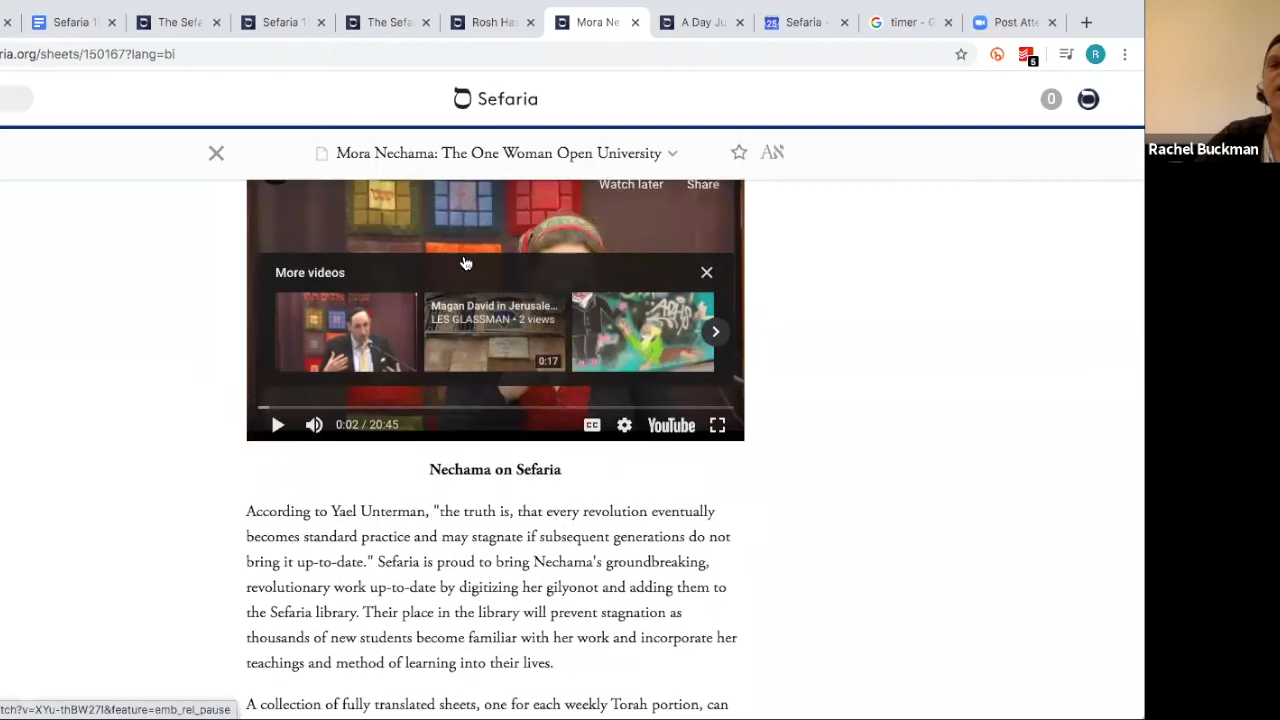 Sefaria 1
The Sefa
Sefaria 1
The Sefa
Rosh Ha
Mora Ne
A Day Ju
Sefaria -
timer - G
Post Atte
ria.org/sheets/150167?lang=bi
5
B
Sefaria
0
Mora Nechama: The One Woman Open University
Rachel Buckman
Watch later
Share
More videos
Magan David in Jerusale...
LES GLASSMAN • 2 views
0:17
0:02 / 20:45
CC
YouTube
Nechama on Sefaria
According to Yael Unterman, "the truth is, that every revolution eventually
becomes standard practice and may stagnate if subsequent generations do not
bring it up-to-date." Sefaria is proud to bring Nechama's groundbreaking,
revolutionary work up-to-date by digitizing her gilyonot and adding them to
the Sefaria library. Their place in the library will prevent stagnation as
thousands of new students become familiar with her work and incorporate her
teachings and method of learning into their lives.
A collection of fully translated sheets, one for each weekly Torah portion, can
tch?v=XYu-thBW27I&feature=emb_rel_pause